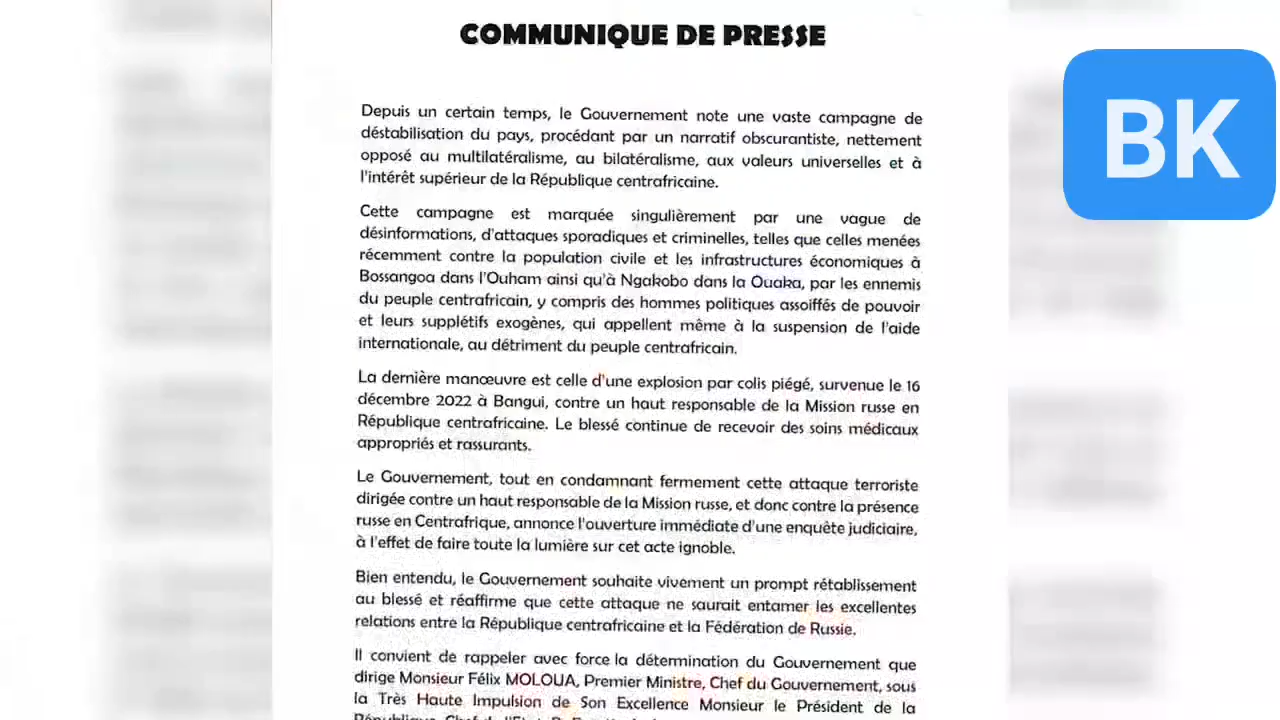 COMMUNIQUE DE PRESSE
BK
Depuis un certain temps, le Gouvernement note une vaste campagne de
déstabilisation du pays, procédant par un narratif obscurantiste, nettement
opposé au multilatéralisme, au bilatéralisme, aux valeurs universelles et à
l'intérêt supérieur de la République centrafricaine.
Cette campagne est marquée singulièrement par une vague de
désinformations, d'attaques sporadiques et criminelles, telles que celles menées
récemment contre la population civile et les infrastructures économiques à
Bossangoa dans l'Ouham ainsi qu'à Ngakobo dans la Ouaka, par les ennemis
du peuple centrafricain, y compris des hommes politiques assoiffés de pouvoir
et leurs supplétifs exogènes, qui appellent même à la suspension de l'aide
internationale, au détriment du peuple centrafricain.
La dernière manœuvre est celle d'une explosion par colis piégé, survenue le 16
décembre 2022 à Bangui, contre un haut responsable de la Mission russe en
République centrafricaine. Le blessé continue de recevoir des soins médicaux
appropriés et rassurants.
Le Gouvernement, tout en condamnant fermement cette attaque terroriste
dirigée contre un haut responsable de la Mission russe, et donc contre la présence
russe en Centrafrique, annonce l'ouverture immédiate d'une enquête judiciaire,
à l'effet de faire toute la lumière sur cet acte ignoble.
Bien entendu, le Gouvernement souhaite vivement un prompt rétablissement
au blessé et réaffirme que cette attaque ne saurait entamer les excellentes
relations entre la République centrafricaine et la Fédération de Russie.
Il convient de rappeler avec force la détermination du Gouvernement que
dirige Monsieur Félix MOLOUA, Premier Ministre, Chef du Gouvernement, sous
la Très Haute Impulsion de Son Excellence Monsieur le Président de la